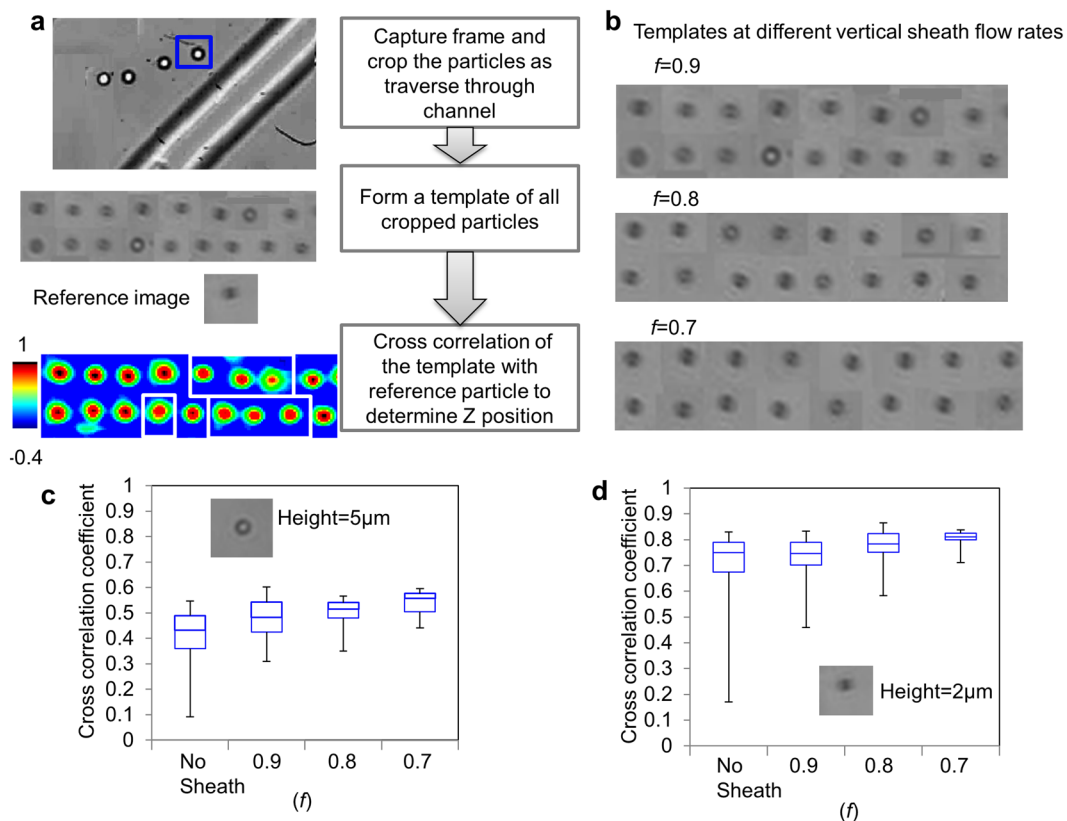 a
Capture frame and
crop the particles as
traverse through
channel
Form a template of all
cropped particles
Reference image
Cross correlation of
the template with
reference particle to
determine Z position
1
-0.4
b
Templates at different vertical sheath flow rates
f=0.9
f=0.8
f=0.7
c
Cross correlation coefficient
1
0.9
0.8
0.7
0.6
0.5
0.4
0.3
0.2
0.1
0
Height=5µm
No
Sheath
0.9
0.8
0.7
(f)
d
Cross correlation coefficient
1
0.9
0.8
0.7
0.6
0.5
0.4
0.3
0.2
0.1
0
Height=2µm
No
Sheath
0.9
0.8
0.7
(f)